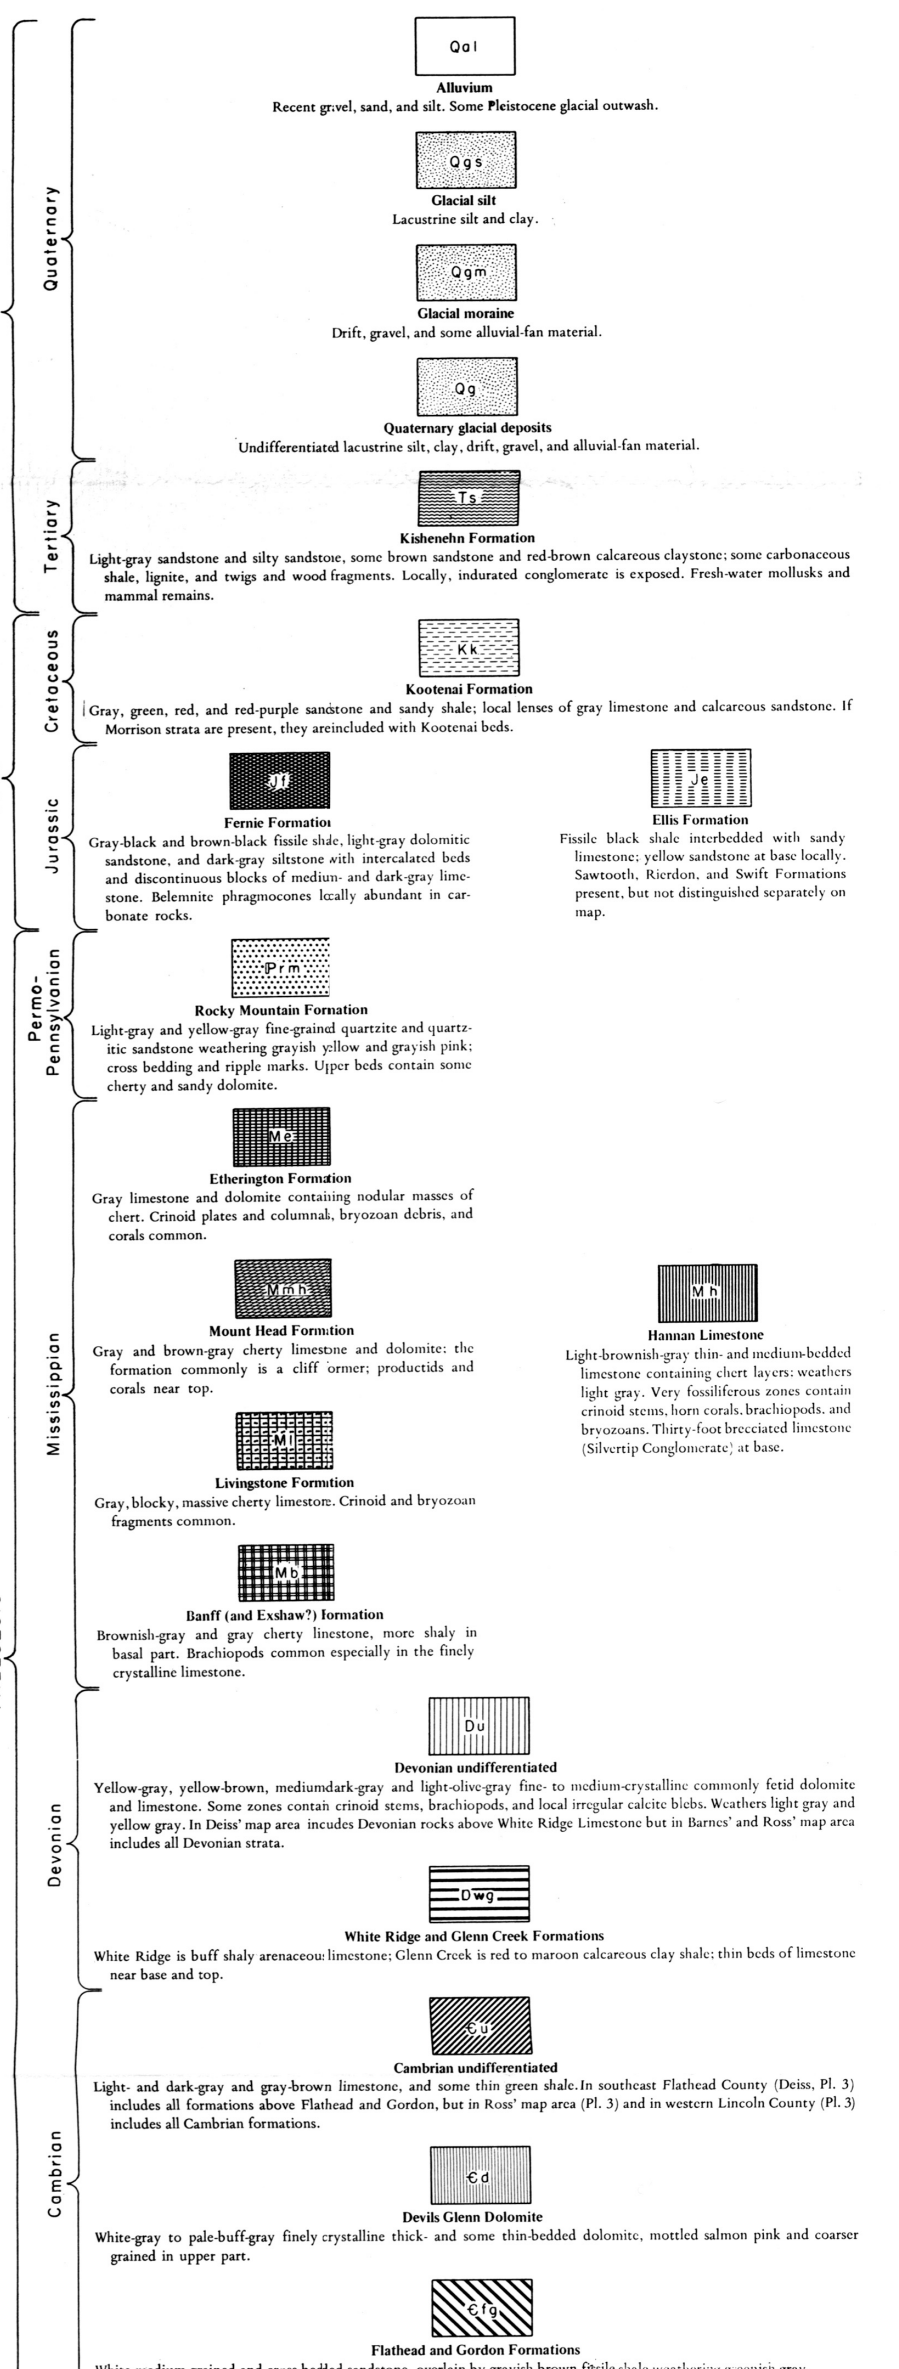 Quaternary
Qal
Alluvium
Recent gravel, sand, and silt. Some Pleistocene glacial outwash.
Qgs
Glacial silt
Lacustrine silt and clay.
Qgm
Glacial moraine
Drift, gravel, and some alluvial-fan material.
Qg
Quaternary glacial deposits
Undifferentiated lacustrine silt, clay, drift, gravel, and alluvial-fan material.
Tertiary
Ts
Kishenehn Formation
Light-gray sandstone and silty sandstone, some brown sandstone and red-brown calcareous claystone; some carbonaceous
shale, lignite, and twigs and wood fragments. Locally, indurated conglomerate is exposed. Fresh-water mollusks and
mammal remains.
Cretaceous
Kk
Kootenai Formation
Gray, green, red, and red-purple sandstone and sandy shale; local lenses of gray limestone and calcareous sandstone. If
Morrison strata are present, they areincluded with Kootenai beds.
Jurassic
Jf
Fernie Formation
Gray-black and brown-black fissile shale, light-gray dolomitic
sandstone, and dark-gray siltstone with intercalated beds
and discontinuous blocks of medium- and dark-gray lime-
stone. Belemnite phragmocones locally abundant in car-
bonate rocks.
Je
Ellis Formation
Fissile black shale interbedded with sandy
limestone; yellow sandstone at base locally.
Sawtooth, Rierdon, and Swift Formations
present, but not distinguished separately on
map.
Permo-
Pennsylvanian
Prm
Rocky Mountain Formation
Light-gray and yellow-gray fine-grained quartzite and quartz-
itic sandstone weathering grayish yellow and grayish pink;
cross bedding and ripple marks. Upper beds contain some
cherty and sandy dolomite.
Mississippian
Me
Etherington Formation
Gray limestone and dolomite containing nodular masses of
chert. Crinoid plates and columnals, bryozoan debris, and
corals common.
Mmh
Mount Head Formation
Gray and brown-gray cherty limestone and dolomite; the
formation commonly is a cliff former; productids and
corals near top.
Ml
Livingstone Formation
Gray, blocky, massive cherty limestone. Crinoid and bryozoan
fragments common.
Mb
Banff (and Exshaw?) Formation
Brownish-gray and gray cherty limestone, more shaly in
basal part. Brachiopods common especially in the finely
crystalline limestone.
Mh
Hannan Limestone
Light-brownish-gray thin- and medium-bedded
limestone containing chert layers; weathers
light gray. Very fossiliferous zones contain
crinoid stems, horn corals, brachiopods, and
bryozoans. Thirty-foot brecciated limestone
(Silvertip Conglomerate) at base.
Devonian
Du
Devonian undifferentiated
Yellow-gray, yellow-brown, mediumdark-gray and light-olive-gray fine- to medium-crystalline commonly fetid dolomite
and limestone. Some zones contain crinoid stems, brachiopods, and local irregular calcite blebs. Weathers light gray and
yellow gray. In Deiss' map area incudes Devonian rocks above White Ridge Limestone but in Barnes' and Ross' map area
includes all Devonian strata.
Dwg
White Ridge and Glenn Creek Formations
White Ridge is buff shaly arenaceous limestone; Glenn Creek is red to maroon calcareous clay shale; thin beds of limestone
near base and top.
Cambrian
Єu
Cambrian undifferentiated
Light- and dark-gray and gray-brown limestone, and some thin green shale. In southeast Flathead County (Deiss, Pl. 3)
includes all formations above Flathead and Gordon, but in Ross' map area (Pl. 3) and in western Lincoln County (Pl. 3)
includes all Cambrian formations.
Єd
Devils Glenn Dolomite
White-gray to pale-buff-gray finely crystalline thick- and some thin-bedded dolomite, mottled salmon pink and coarser
grained in upper part.
Єfg
Flathead and Gordon Formations